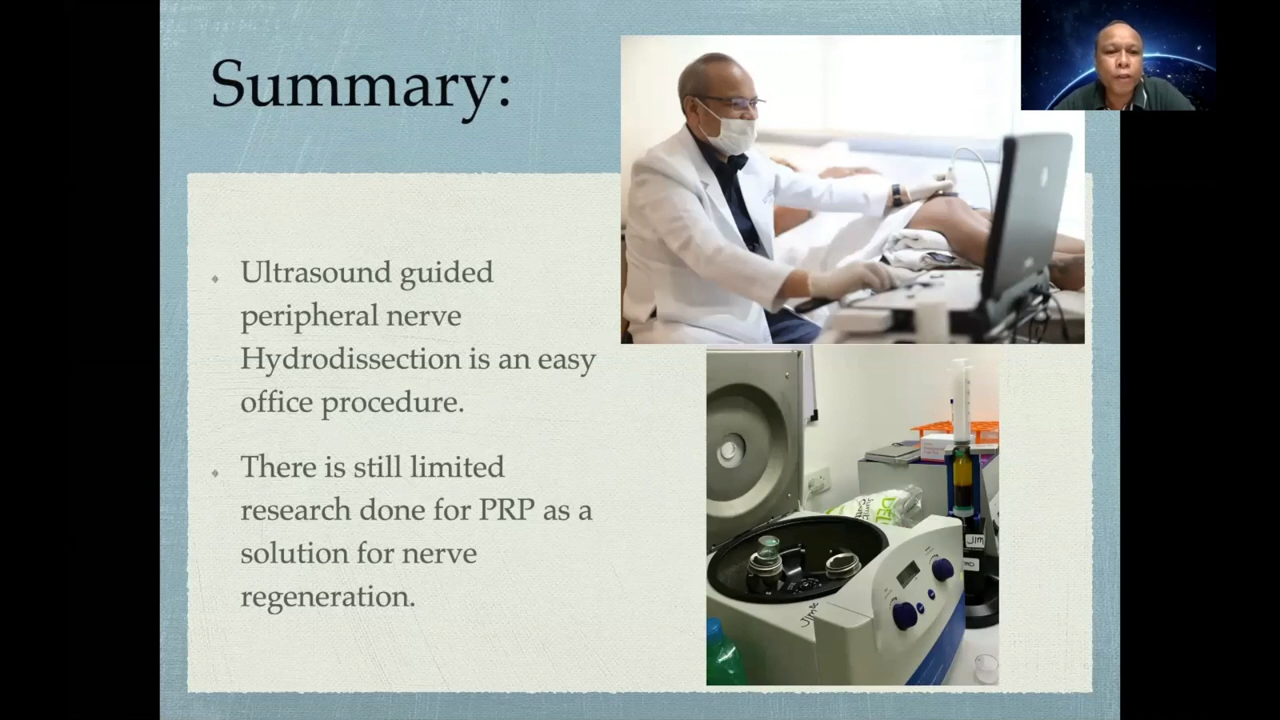 Summary:
Ultrasound guided
peripheral nerve
Hydrodissection is an easy
office procedure.
There is still limited
research done for PRP as a
solution for nerve
regeneration.
JIM